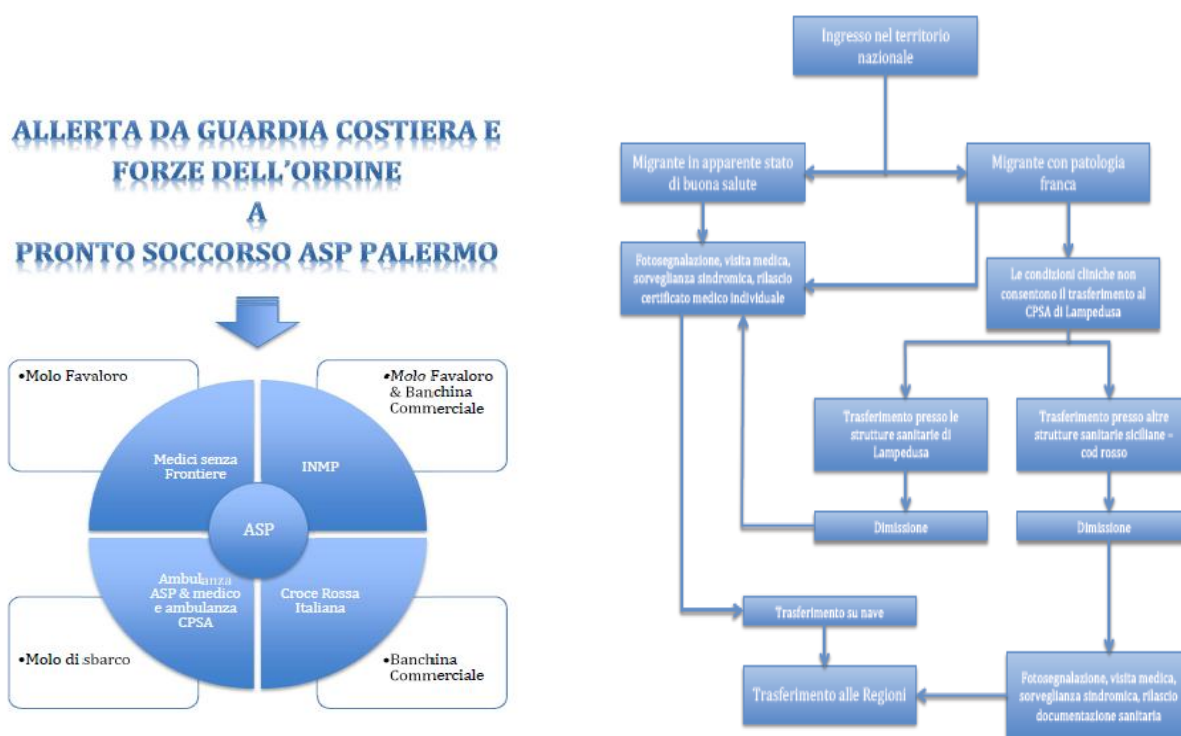 ALLERTA DA GUARDIA COSTIERA E
FORZE DELL'ORDINE
A
PRONTO SOCCORSO ASP PALERMO
•Molo Favaloro
•Molo Favaloro
& Banchina
Commerciale
Medici senza
Frontiere
INMP
ASP
Ambulanza
ASP & medico
e ambulanza
CPSA
Croce Rossa
Italiana
•Molo di sbarco
•Banchina
Commerciale
Ingresso nel territorio
nazionale
Migrante in apparente stato
di buona salute
Migrante con patologia
franca
Fotosegnalazione, visita medica,
sorveglianza sindromica, rilascio
certificato medico individuale
Le condizioni cliniche non
consentono il trasferimento al
CPSA di Lampedusa
Trasferimento presso le
strutture sanitarie di
Lampedusa
Trasferimento presso altre
strutture sanitarie siciliane –
cod rosso
Dimissione
Dimissione
Trasferimento su nave
Trasferimento alle Regioni
Fotosegnalazione, visita medica,
sorveglianza sindromica, rilascio
documentazione sanitaria